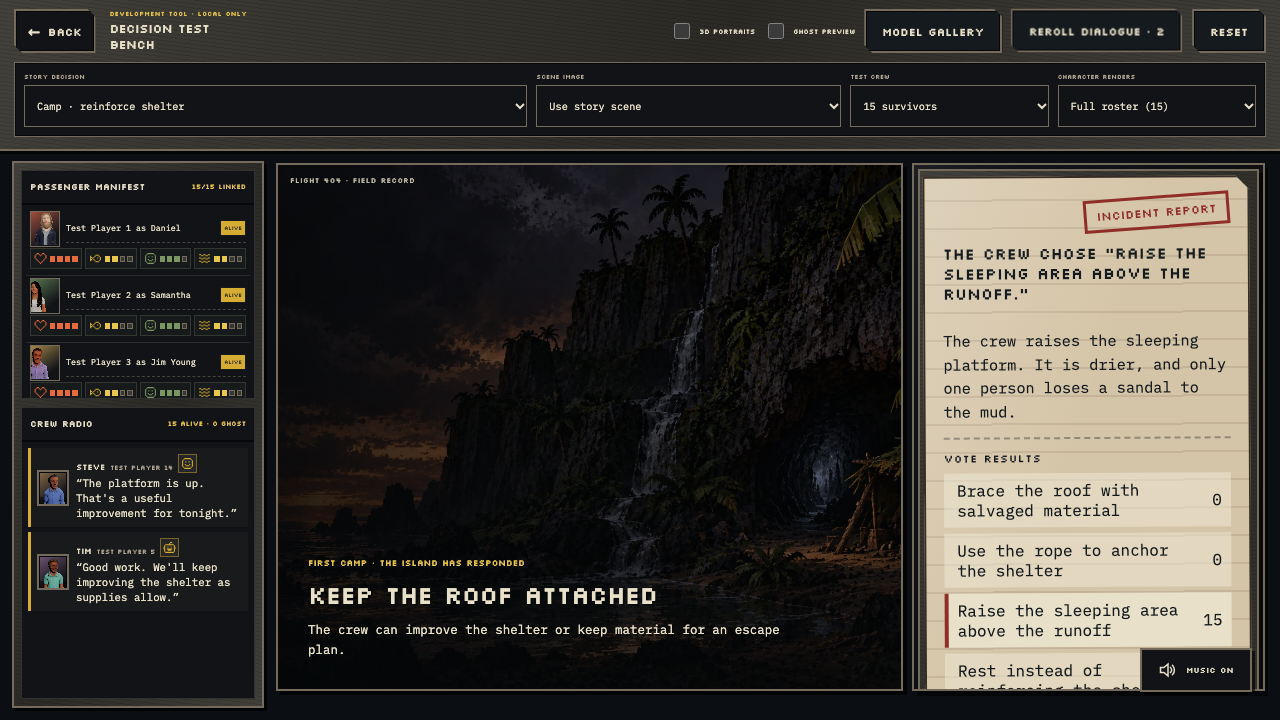 ← BACK
DEVELOPMENT TOOL · LOCAL ONLY
DECISION TEST
BENCH
3D PORTRAITS
GHOST PREVIEW
MODEL GALLERY
REROLL DIALOGUE · 2
RESET
STORY DECISION
Camp · reinforce shelter
SCENE IMAGE
Use story scene
TEST CREW
15 survivors
CHARACTER RENDERS
Full roster (15)
PASSENGER MANIFEST
15/15 LINKED
Test Player 1 as Daniel
ALIVE
Test Player 2 as Samantha
ALIVE
Test Player 3 as Jim Young
ALIVE
CREW RADIO
15 ALIVE · 0 GHOST
STEVE TEST PLAYER 14
“The platform is up.
That's a useful
improvement for tonight.”
TIM TEST PLAYER 5
“Good work. We'll keep
improving the shelter as
supplies allow.”
FLIGHT 404 · FIELD RECORD
FIRST CAMP · THE ISLAND HAS RESPONDED
KEEP THE ROOF ATTACHED
The crew can improve the shelter or keep material for an escape
plan.
INCIDENT REPORT
THE CREW CHOSE "RAISE THE
SLEEPING AREA ABOVE THE
RUNOFF."
The crew raises the sleeping
platform. It is drier, and only
one person loses a sandal to
the mud.
VOTE RESULTS
Brace the roof with
salvaged material
0
Use the rope to anchor
the shelter
0
Raise the sleeping area
above the runoff
15
Rest instead of
reinforcing the
MUSIC ON